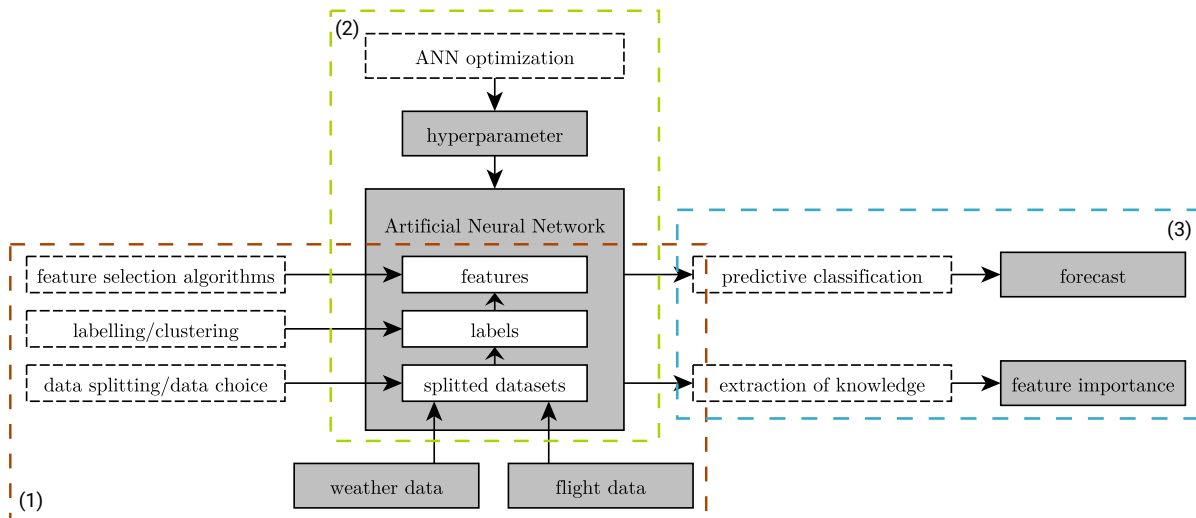 (2)
ANN optimization
hyperparameter
Artificial Neural Network
(3)
feature selection algorithms
features
predictive classification
forecast
labelling/clustering
labels
data splitting/data choice
splitted datasets
extraction of knowledge
feature importance
weather data
flight data
(1)